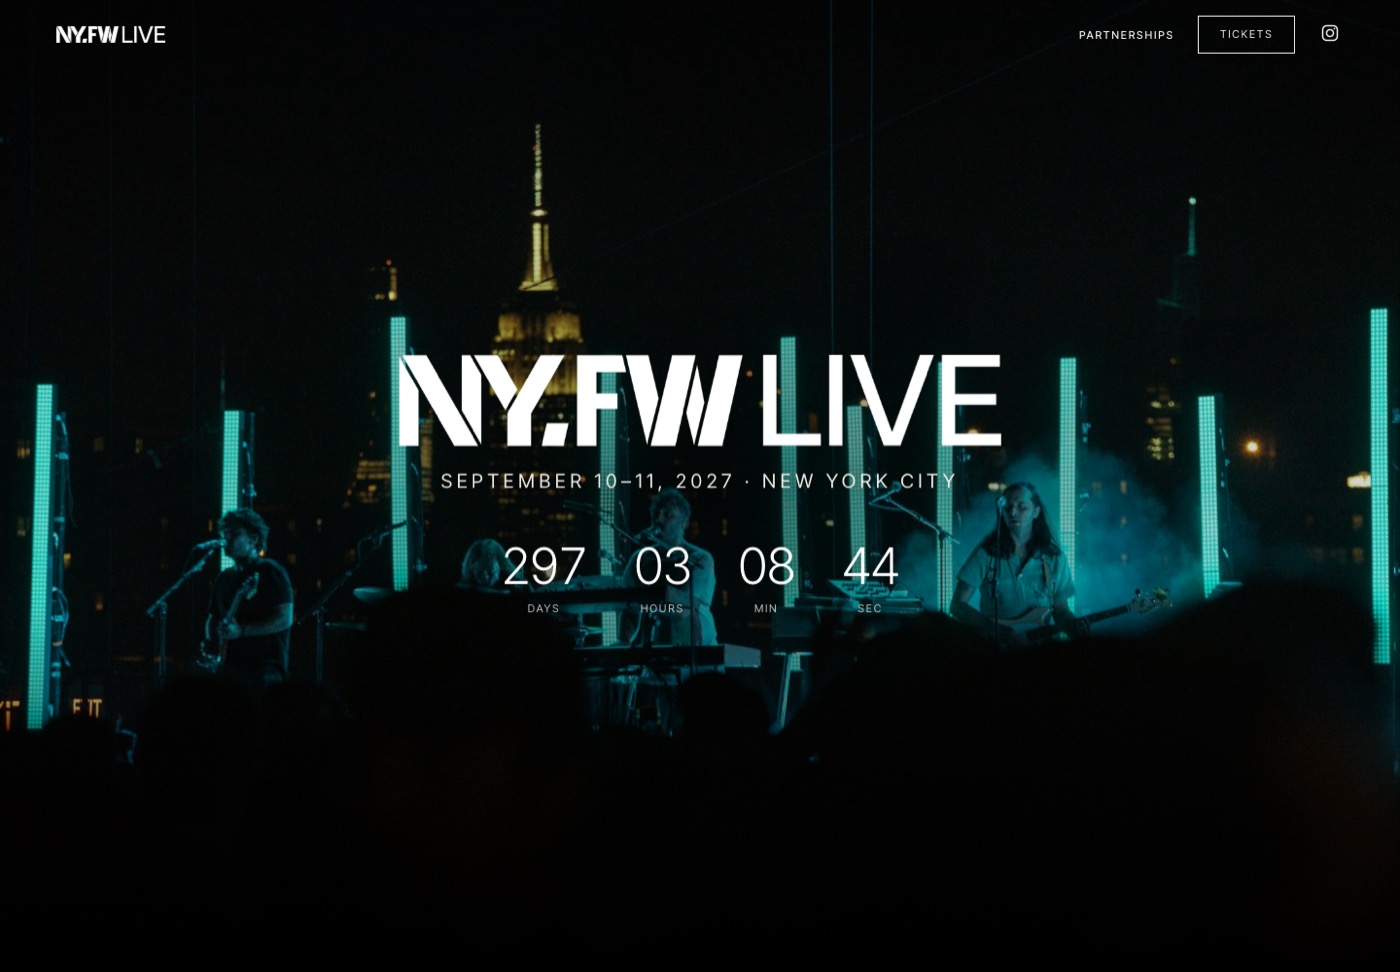 NY.FW LIVE
PARTNERSHIPS
TICKETS
NY.FW LIVE
SEPTEMBER 10–11, 2027 · NEW YORK CITY
297 03 08 44
DAYS HOURS MIN SEC